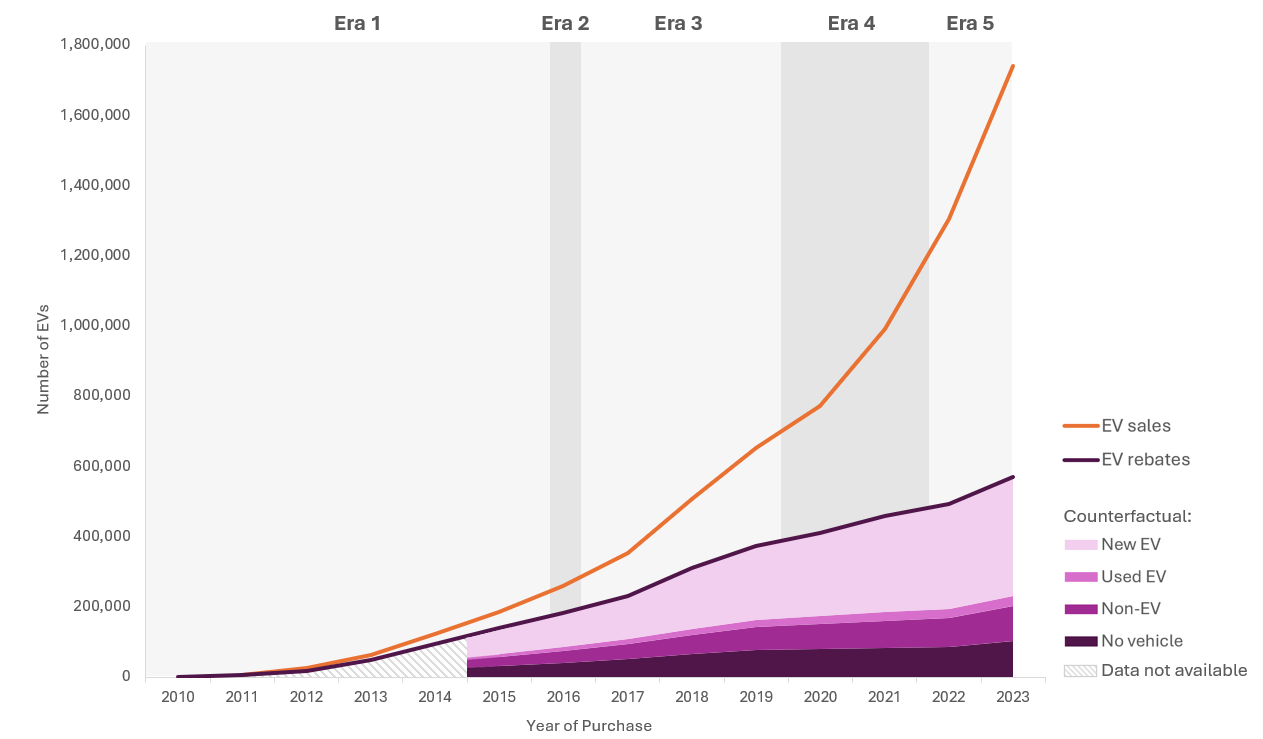 Era 1 Era 2 Era 3 Era 4 Era 5
1,800,000
1,600,000
1,400,000
1,200,000
1,000,000
800,000
600,000
400,000
200,000
0
Number of EVs
2010 2011 2012 2013 2014 2015 2016 2017 2018 2019 2020 2021 2022 2023
Year of Purchase
EV sales
EV rebates
Counterfactual:
New EV
Used EV
Non-EV
No vehicle
Data not available